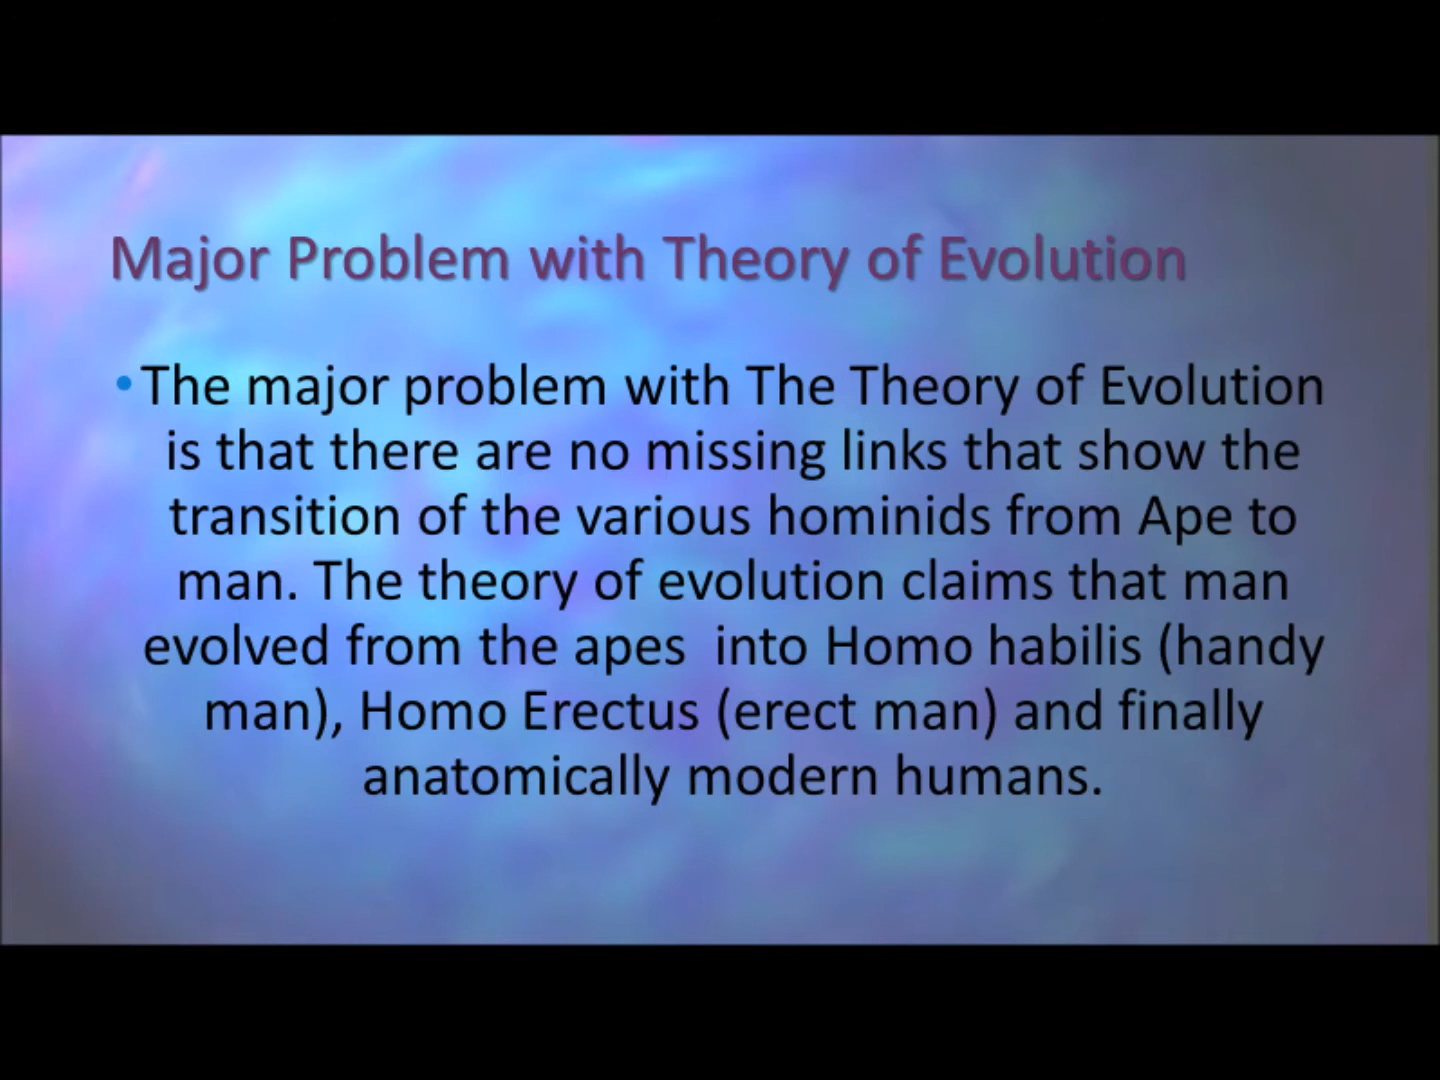 Major Problem with Theory of Evolution
• The major problem with The Theory of Evolution
is that there are no missing links that show the
transition of the various hominids from Ape to
man. The theory of evolution claims that man
evolved from the apes  into Homo habilis (handy
man), Homo Erectus (erect man) and finally
anatomically modern humans.